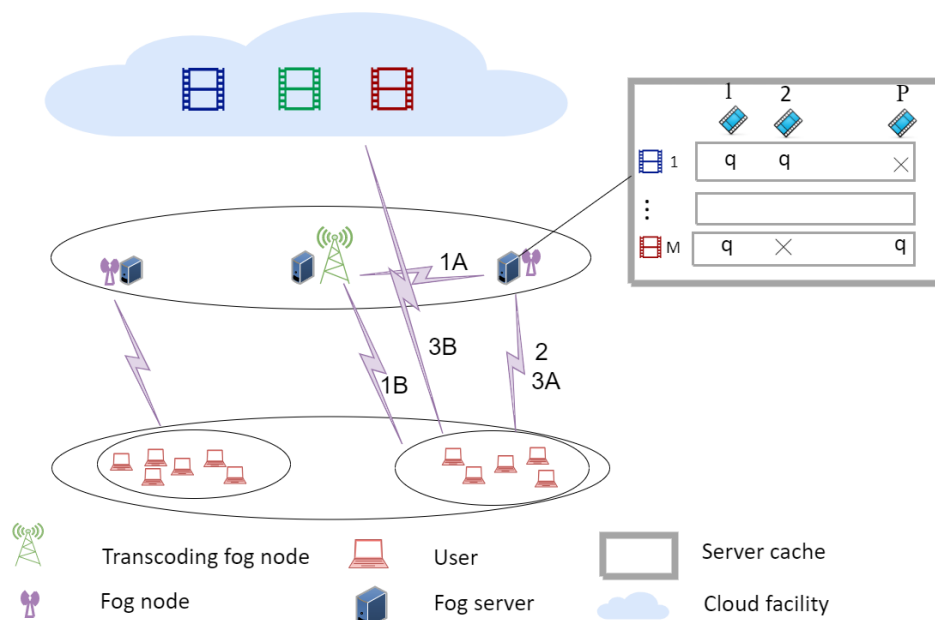 1 2 P
1 q q ×
⋮
M q × q
1A
3B
2
1B
3A
Transcoding fog node
User
Server cache
Fog node
Fog server
Cloud facility